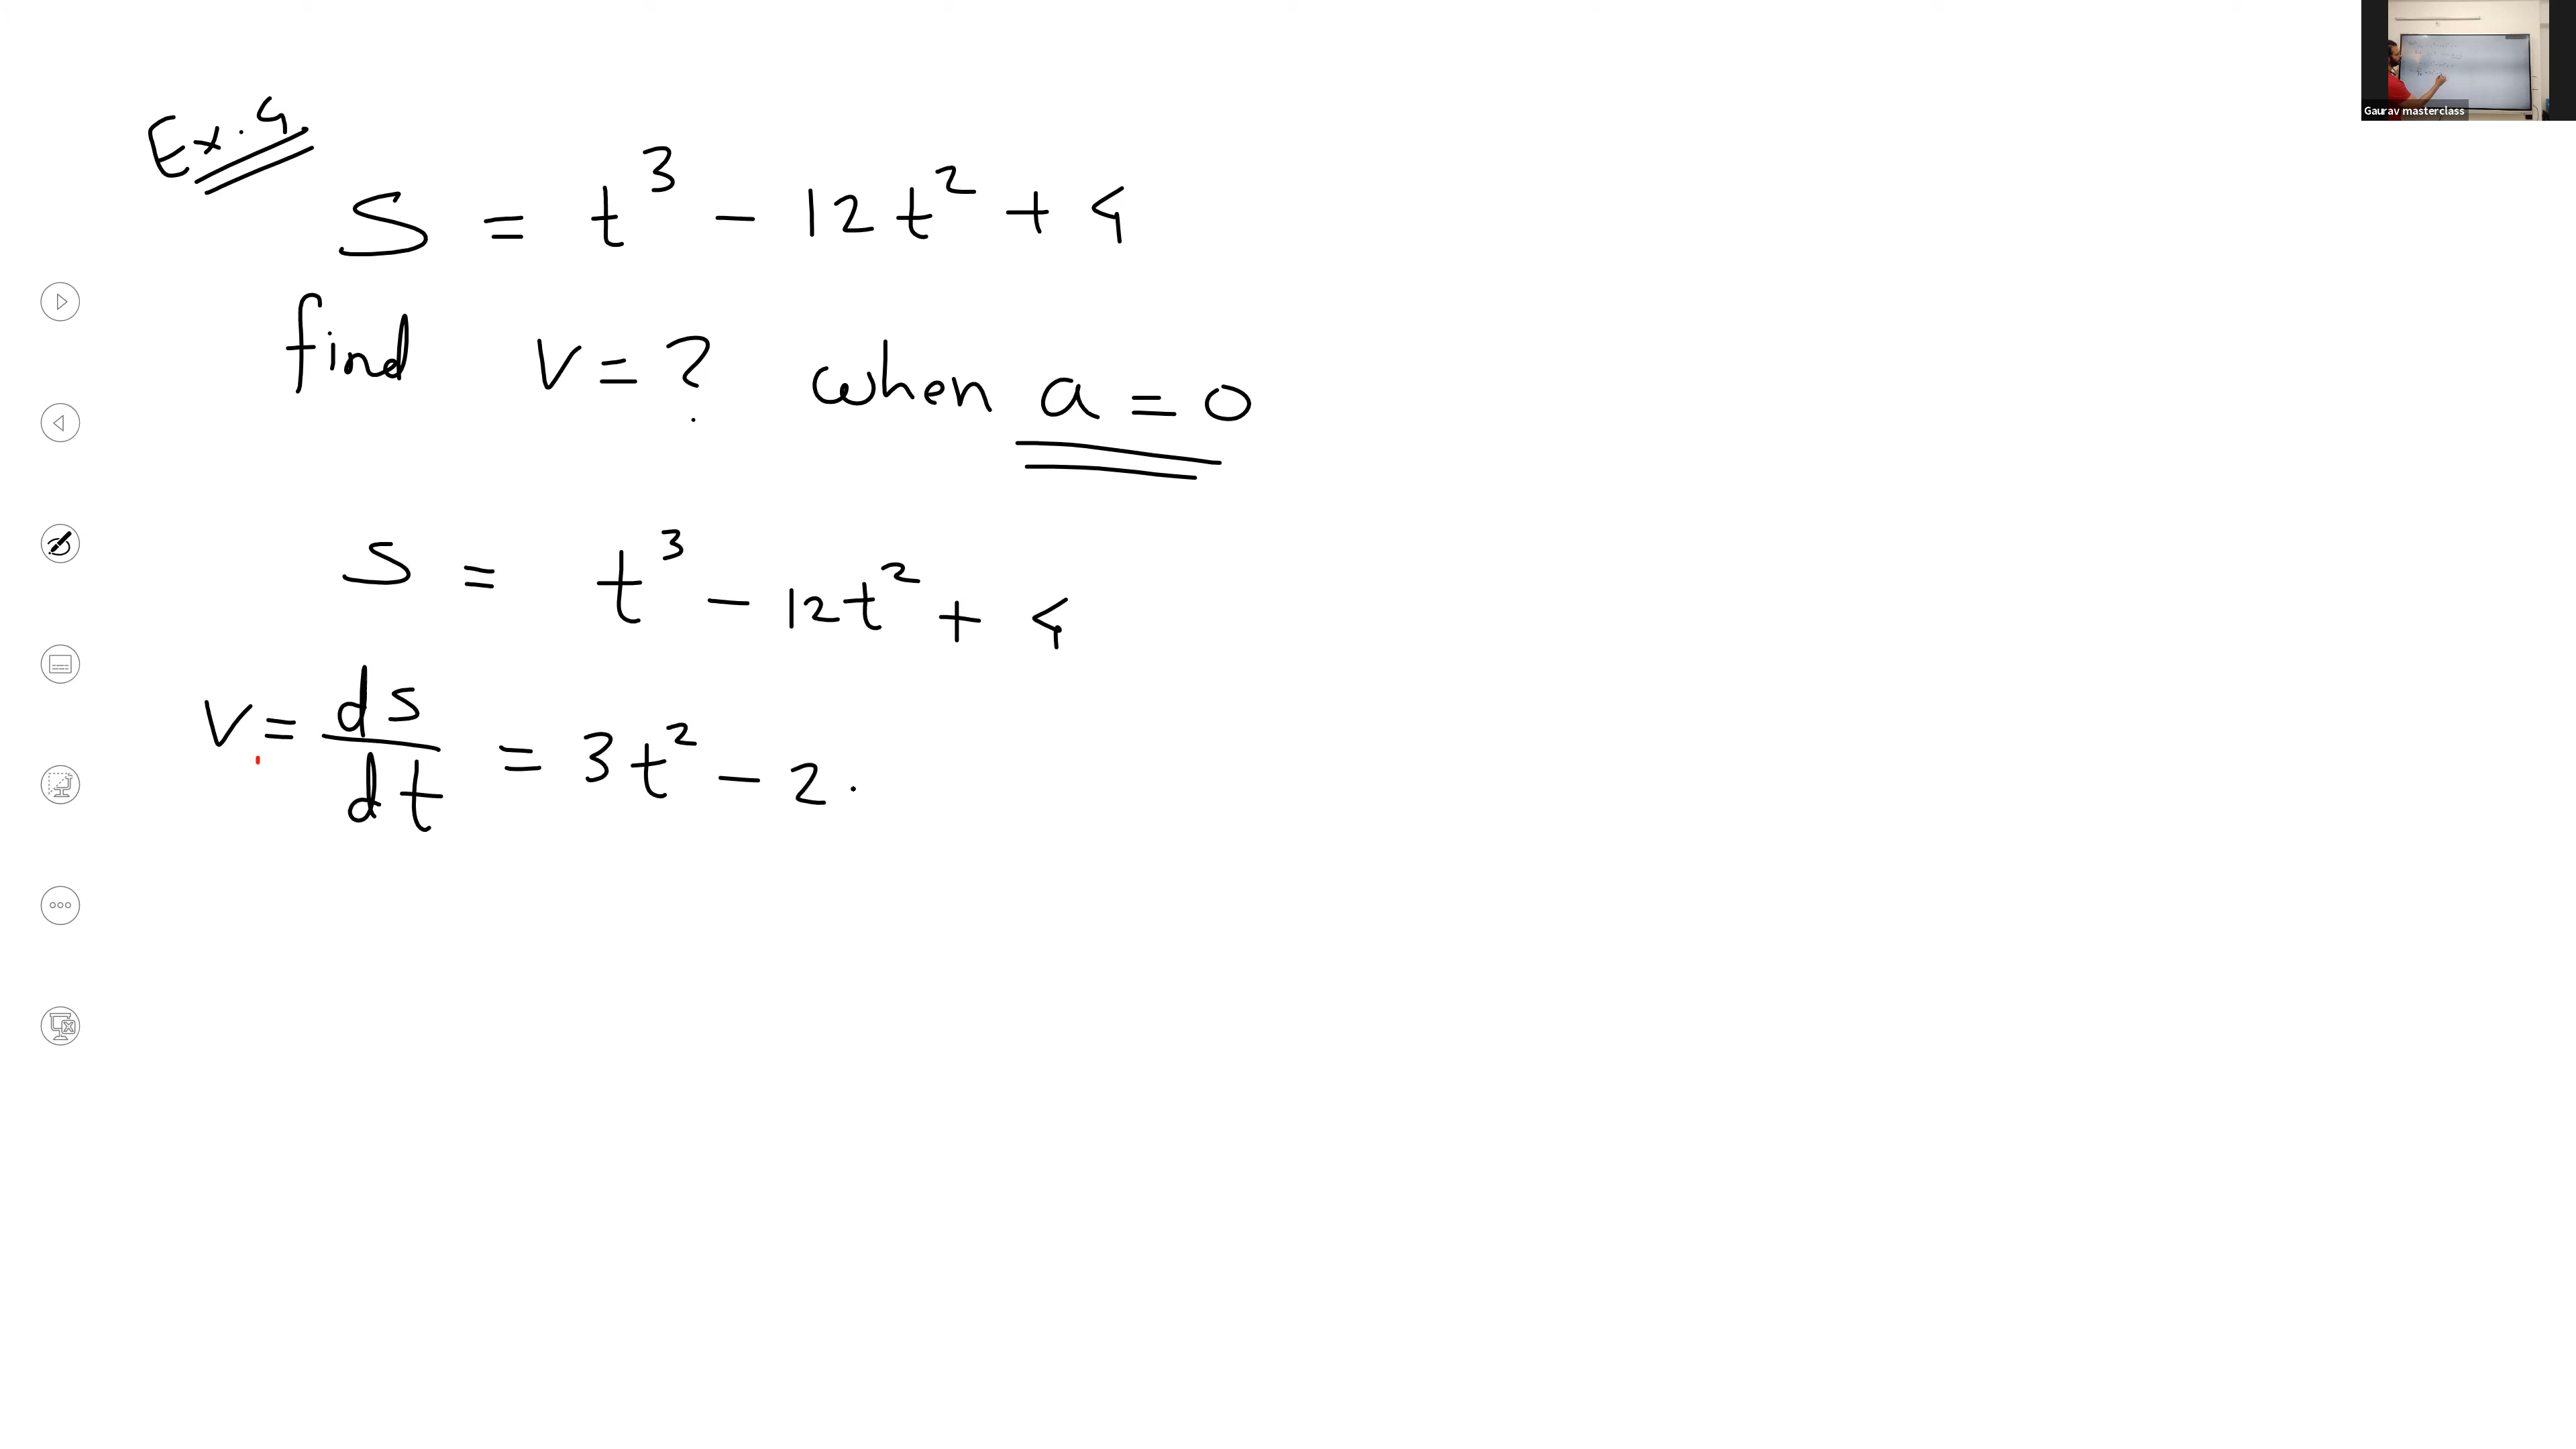 Ex. 4
S = t³ - 12t² + 4
find v = ? when a = 0
s = t³ - 12t² + 4
v = ds/dt = 3t² - 2.
Gaurav masterclass